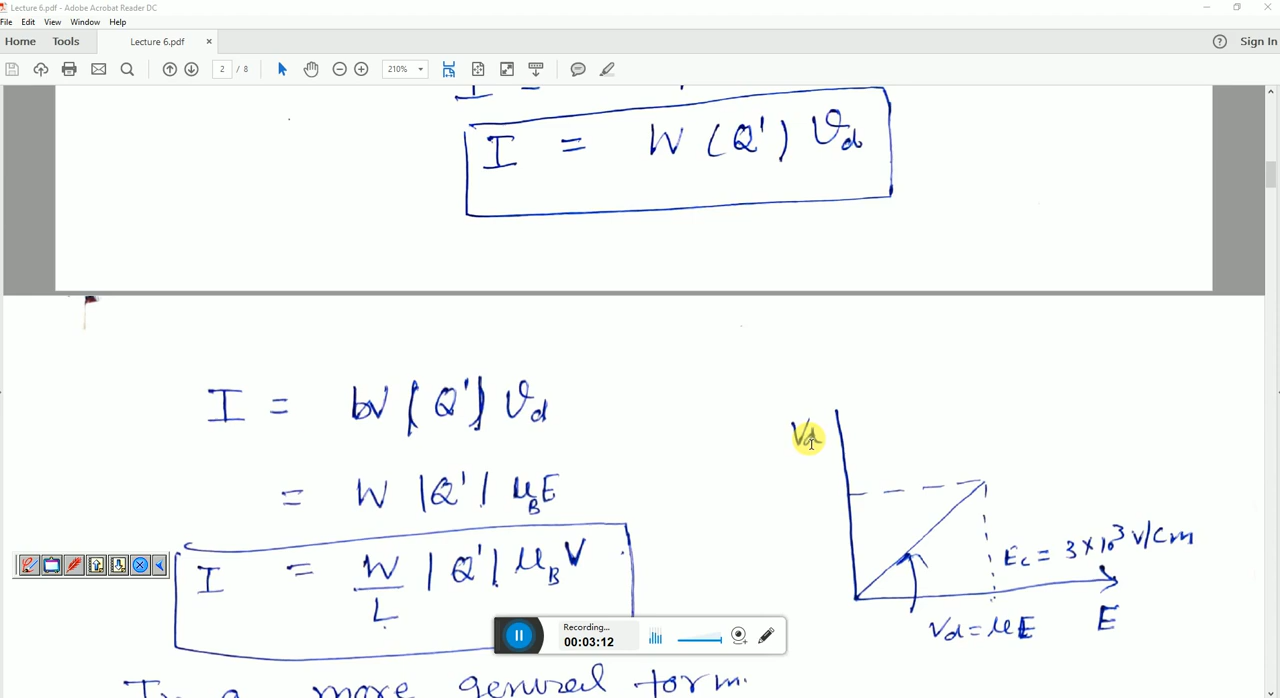 Lecture 6.pdf - Adobe Acrobat Reader DC
File Edit View Window Help
Home Tools Lecture 6.pdf × Sign In
2 / 8 210%
I = W (Q') Vd
I = W |Q'| Vd
= W |Q'| μB E
I = W/L |Q'| μB V
Vd
Ec = 3 × 10³ V/cm
Vd = μE
E
Recording...
00:03:12
In a more general form.